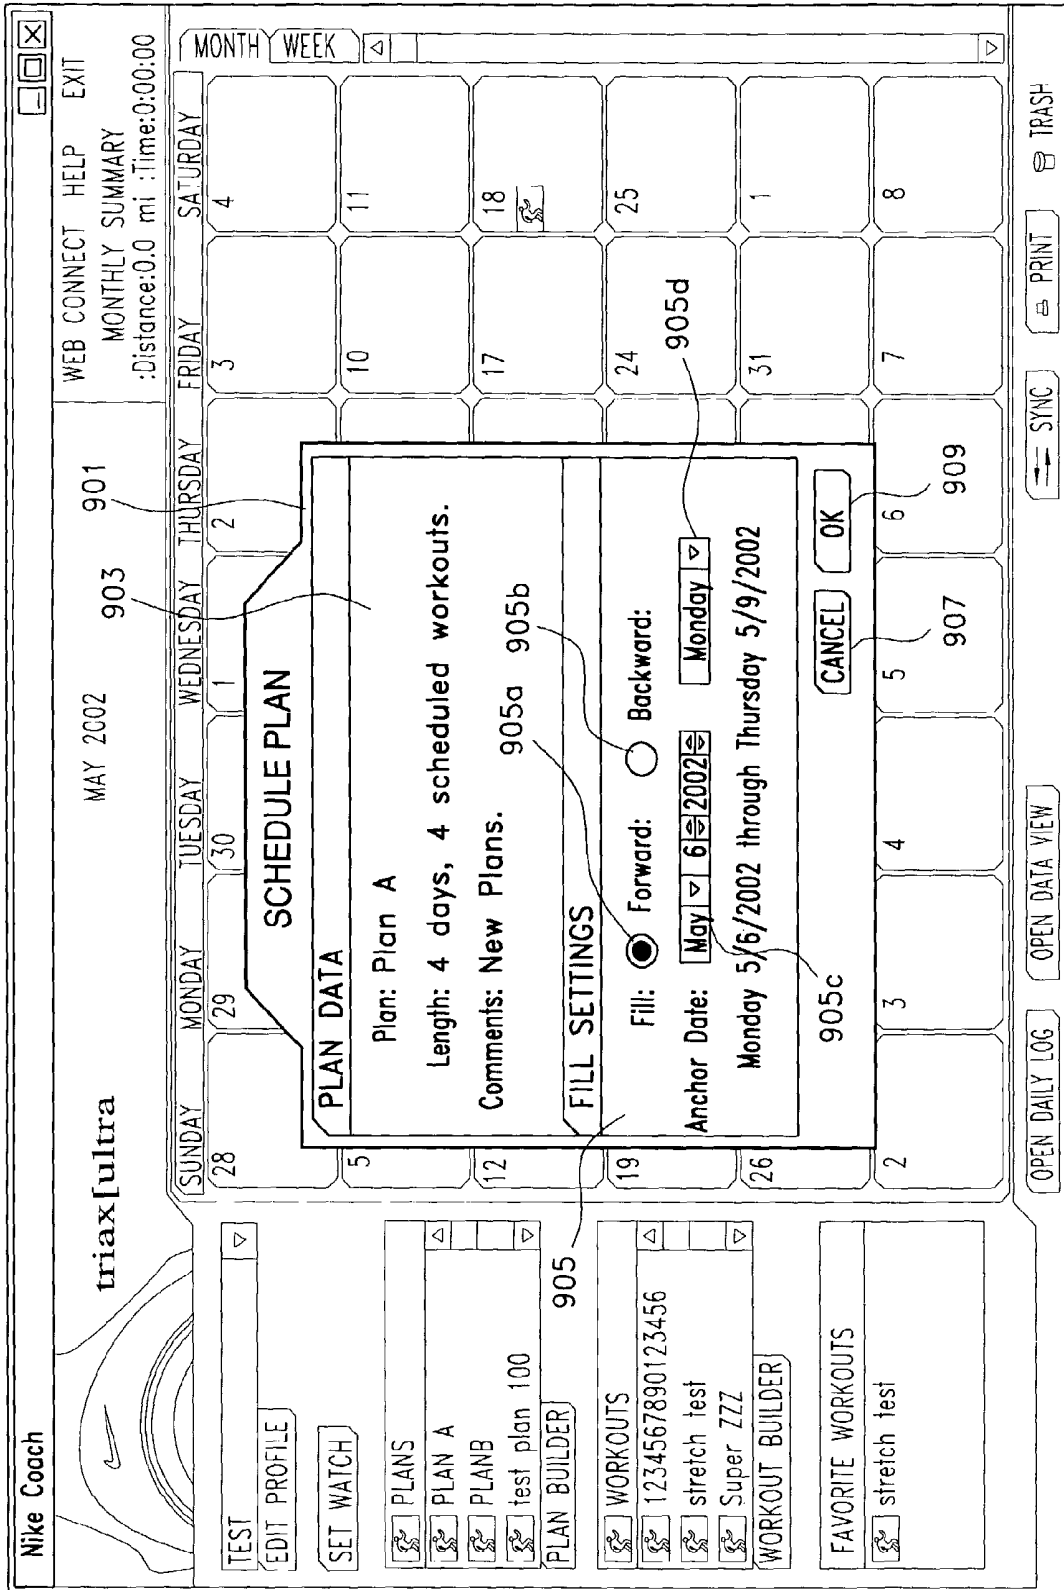 Nike Coach
triax[ultra
MAY 2002
WEB CONNECT HELP EXIT
MONTHLY SUMMARY
:Distance:0.0 mi :Time:0:00:00
TEST
EDIT PROFILE
SET WATCH
PLANS
PLAN A
PLANB
test plan 100
PLAN BUILDER
WORKOUTS
12345678901234​56
stretch test
Super ZZZ
WORKOUT BUILDER
FAVORITE WORKOUTS
stretch test
SUNDAY MONDAY TUESDAY WEDNESDAY THURSDAY FRIDAY SATURDAY
MONTH WEEK
28 29 30 1 2 3 4
5 10 11
12 17 18
19 24 25
26 31 1
2 3 4 5 6 7 8
903 901
SCHEDULE PLAN
PLAN DATA
Plan: Plan A
Length: 4 days, 4 scheduled workouts.
Comments: New Plans.
905 905a 905b
FILL SETTINGS
Fill: Forward: Backward:
905d
Anchor Date: May 6 2002 Monday
Monday 5/6/2002 through Thursday 5/9/2002
905c
CANCEL OK
907 909
OPEN DAILY LOG OPEN DATA VIEW SYNC PRINT TRASH